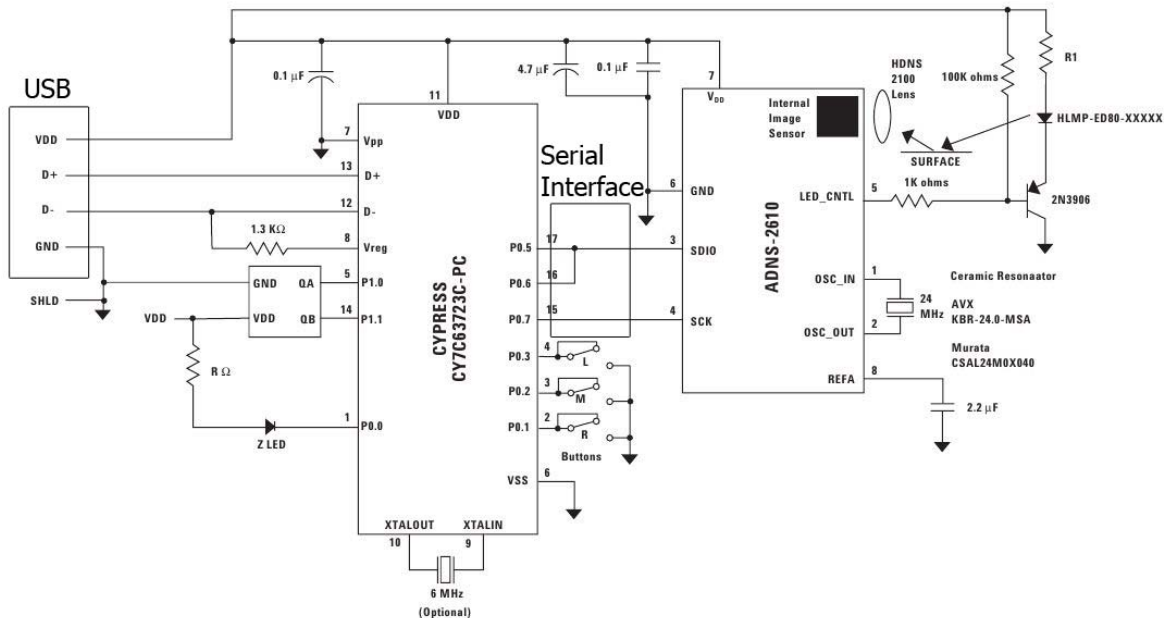 USB
VDD
D+
D-
GND
SHLD
0.1 µF
4.7 µF
0.1 µF
1.3 KΩ
GND
QA
VDD
VDD
QB
R Ω
Z LED
11
VDD
7
Vpp
13
D+
12
D-
8
Vreg
5
P1.0
14
P1.1
1
P0.0
CYPRESS
CY7C63723C-PC
Serial
Interface
P0.5
17
P0.6
16
P0.7
15
P0.3
4
L
P0.2
3
M
P0.1
2
R
Buttons
VSS
6
XTALOUT
XTALIN
10
9
6 MHz
(Optional)
7
VDD
Internal
Image
Sensor
HDNS
2100
Lens
100K ohms
R1
HLMP-ED80-XXXXX
SURFACE
6
GND
LED_CNTL
5
1K ohms
2N3906
3
SDIO
ADNS-2610
4
SCK
OSC_IN
1
24
MHz
OSC_OUT
2
Ceramic Resonaator
AVX
KBR-24.0-MSA
Murata
CSAL24M0X040
REFA
8
2.2 µF